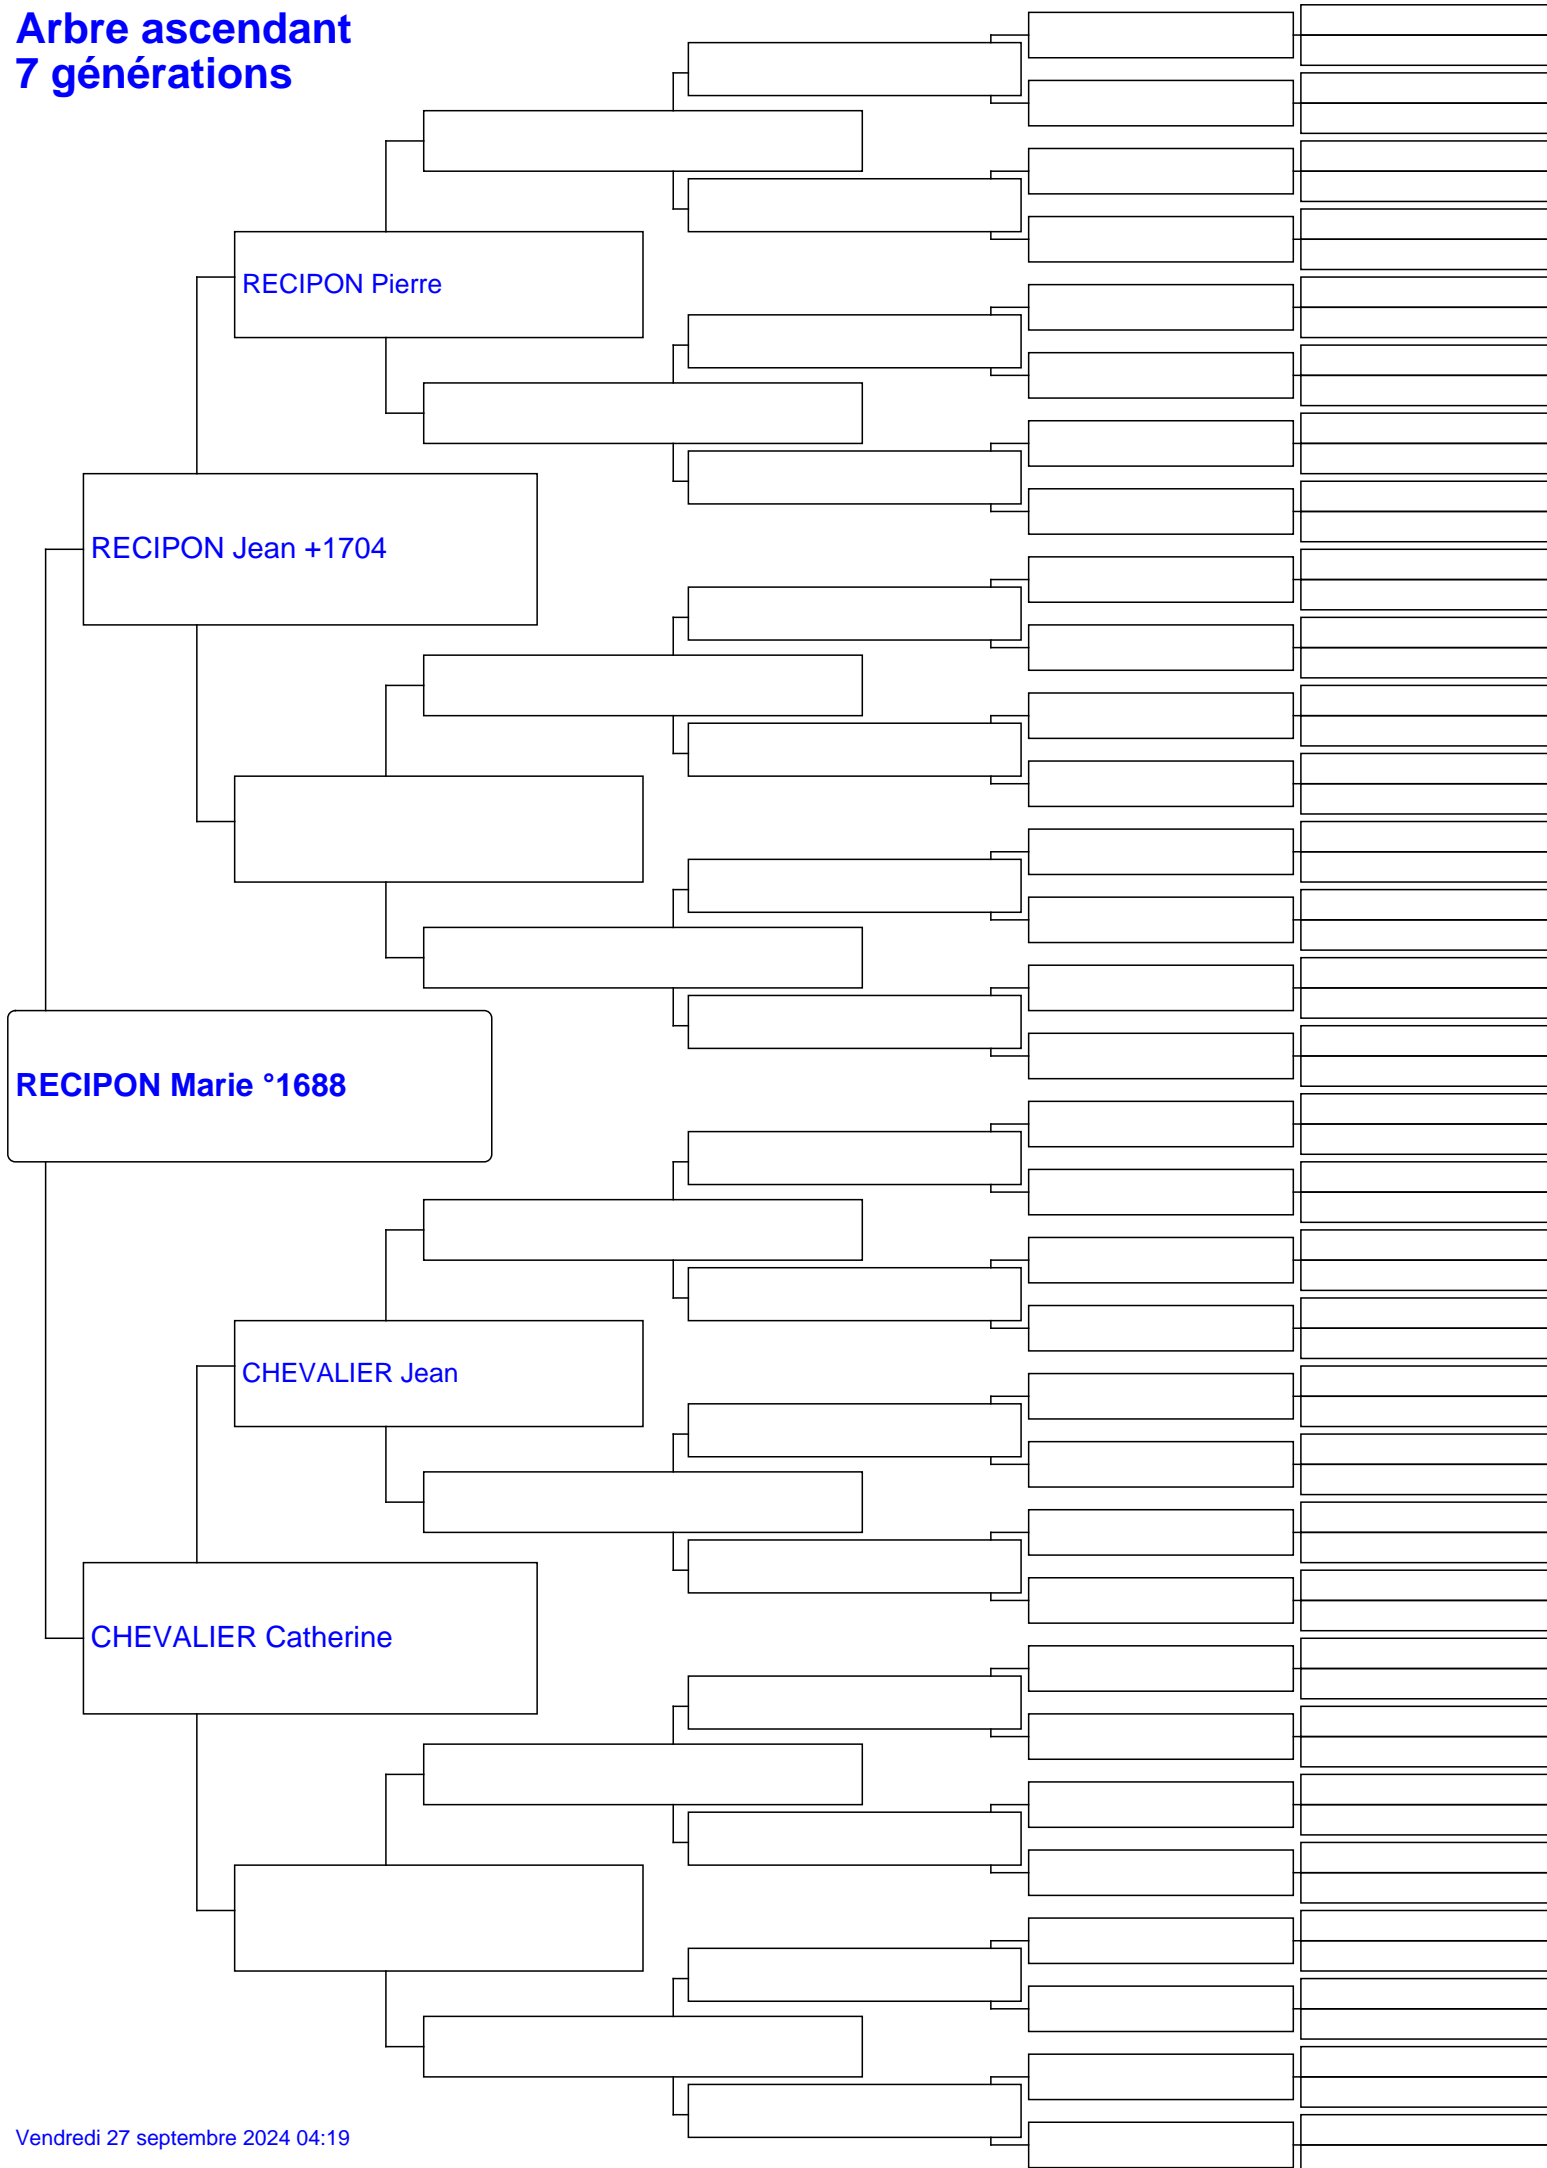 Arbre ascendant
7 générations
RECIPON Pierre
RECIPON Jean +1704
RECIPON Marie °1688
CHEVALIER Jean
CHEVALIER Catherine
Vendredi 27 septembre 2024 04:19